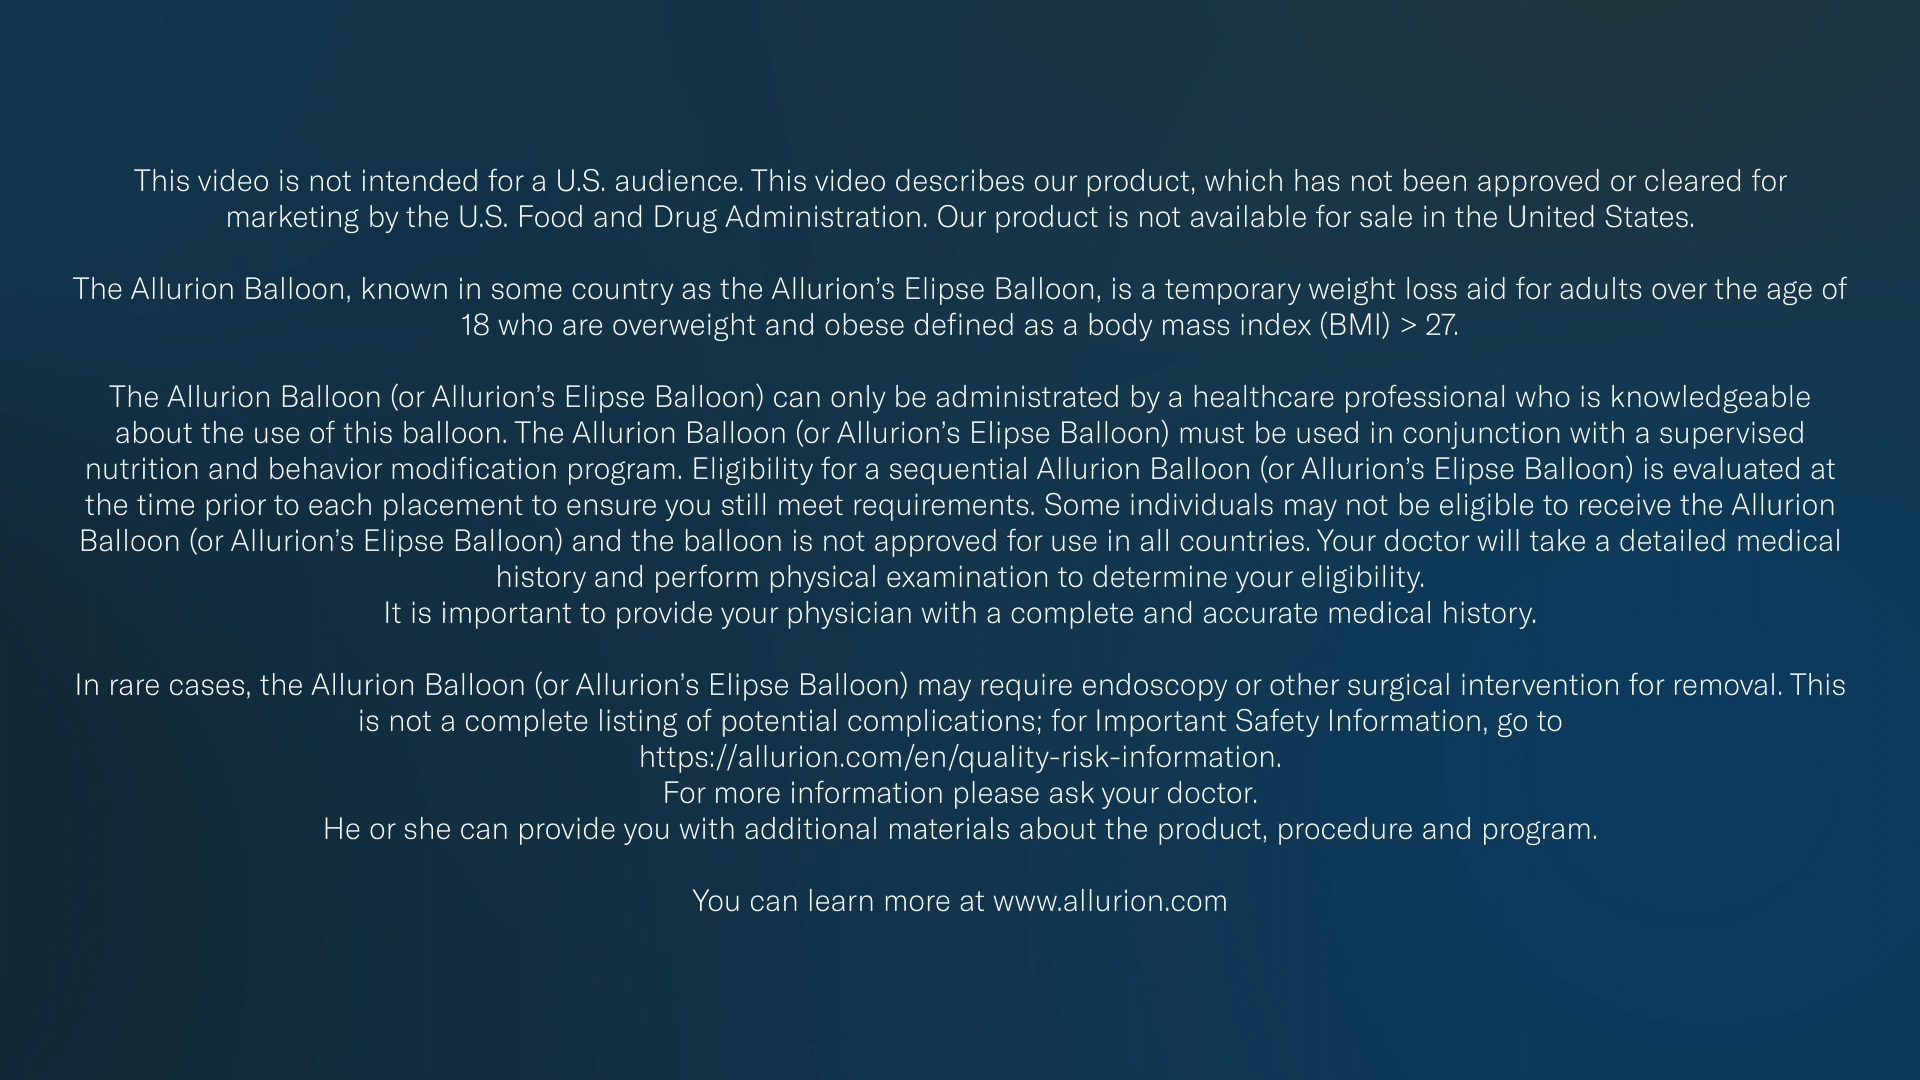 This video is not intended for a U.S. audience. This video describes our product, which has not been approved or cleared for
marketing by the U.S. Food and Drug Administration. Our product is not available for sale in the United States.
The Allurion Balloon, known in some country as the Allurion’s Elipse Balloon, is a temporary weight loss aid for adults over the age of
18 who are overweight and obese defined as a body mass index (BMI) > 27.
The Allurion Balloon (or Allurion’s Elipse Balloon) can only be administrated by a healthcare professional who is knowledgeable
about the use of this balloon. The Allurion Balloon (or Allurion’s Elipse Balloon) must be used in conjunction with a supervised
nutrition and behavior modification program. Eligibility for a sequential Allurion Balloon (or Allurion’s Elipse Balloon) is evaluated at
the time prior to each placement to ensure you still meet requirements. Some individuals may not be eligible to receive the Allurion
Balloon (or Allurion’s Elipse Balloon) and the balloon is not approved for use in all countries. Your doctor will take a detailed medical
history and perform physical examination to determine your eligibility.
It is important to provide your physician with a complete and accurate medical history.
In rare cases, the Allurion Balloon (or Allurion’s Elipse Balloon) may require endoscopy or other surgical intervention for removal. This
is not a complete listing of potential complications; for Important Safety Information, go to
https://allurion.com/en/quality-risk-information.
For more information please ask your doctor.
He or she can provide you with additional materials about the product, procedure and program.
You can learn more at www.allurion.com